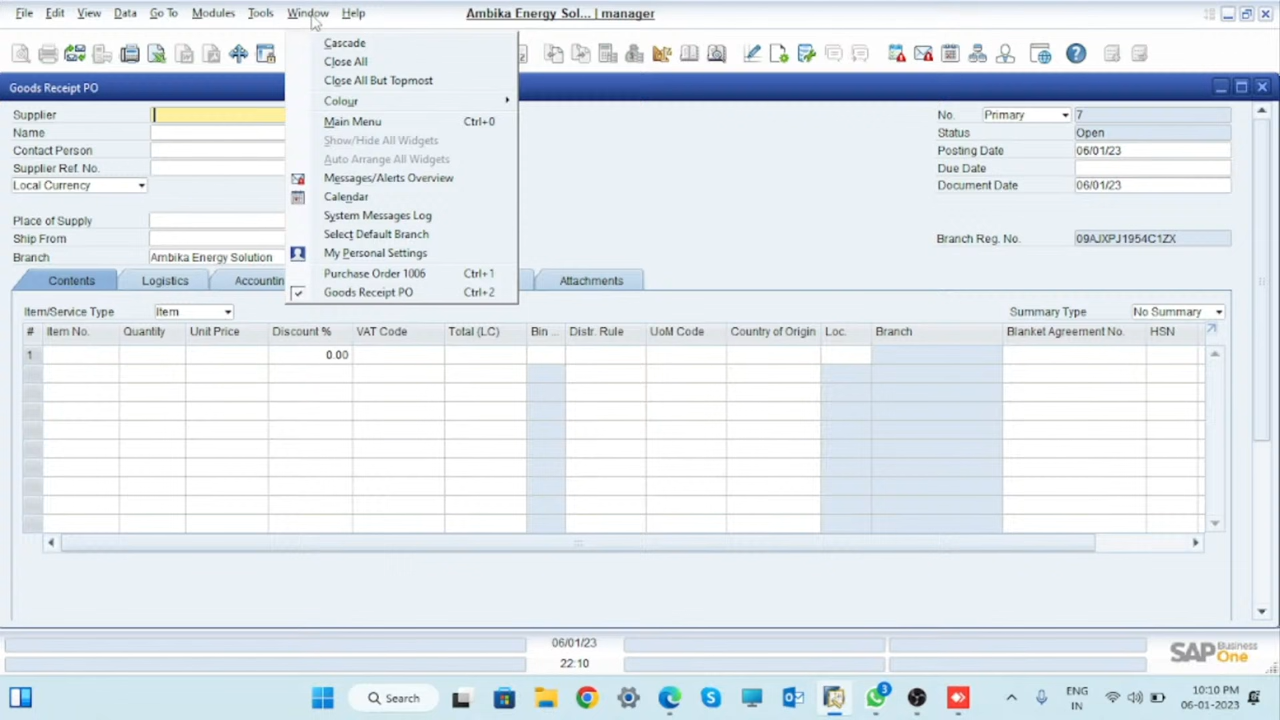 File Edit View Data Go To Modules Tools Window Help Ambika Energy Sol... | manager
Goods Receipt PO
Cascade
Close All
Close All But Topmost
Colour
Main Menu Ctrl+0
Show/Hide All Widgets
Auto Arrange All Widgets
Messages/Alerts Overview
Calendar
System Messages Log
Select Default Branch
My Personal Settings
Purchase Order 1006 Ctrl+1
Goods Receipt PO Ctrl+2
Supplier
Name
Contact Person
Supplier Ref. No.
Local Currency
Place of Supply
Ship From
Branch Ambika Energy Solution
No. Primary 7
Status Open
Posting Date 06/01/23
Due Date
Document Date 06/01/23
Branch Reg. No. 09AJXPJ1954C1ZX
Contents Logistics Accountin Attachments
Item/Service Type Item Summary Type No Summary
# Item No. Quantity Unit Price Discount % VAT Code Total (LC) Bin ... Distr. Rule UoM Code Country of Origin Loc. Branch Blanket Agreement No. HSN
1 0.00
06/01/23
22:10
SAP Business One
Search
3
ENG
IN
10:10 PM
06-01-2023